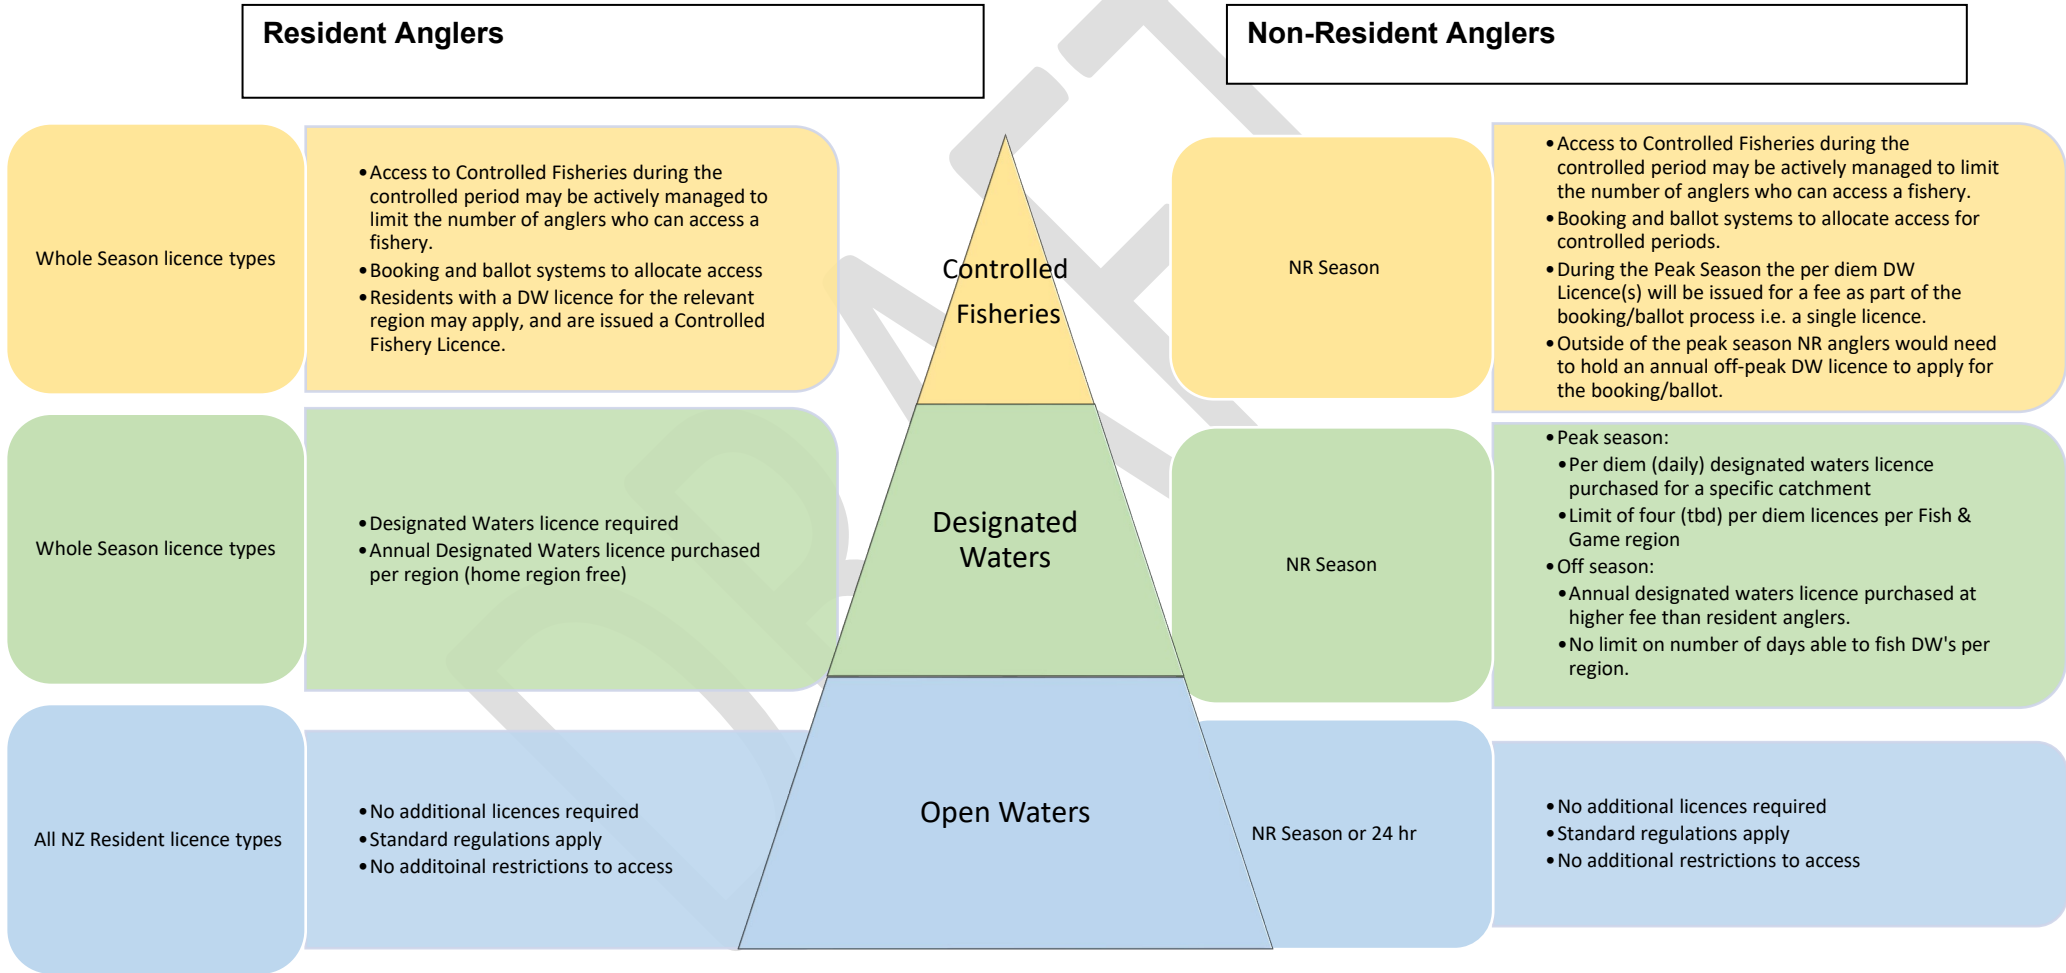 Resident Anglers
Non-Resident Anglers
Whole Season licence types
•Access to Controlled Fisheries during the
controlled period may be actively managed to
limit the number of anglers who can access a
fishery.
•Booking and ballot systems to allocate access
•Residents with a DW licence for the relevant
region may apply, and are issued a Controlled
Fishery Licence.
Controlled
Fisheries
NR Season
•Access to Controlled Fisheries during the
controlled period may be actively managed to limit
the number of anglers who can access a fishery.
•Booking and ballot systems to allocate access for
controlled periods.
•During the Peak Season the per diem DW
Licence(s) will be issued for a fee as part of the
booking/ballot process i.e. a single licence.
•Outside of the peak season NR anglers would need
to hold an annual off-peak DW licence to apply for
the booking/ballot.
Whole Season licence types
•Designated Waters licence required
•Annual Designated Waters licence purchased
per region (home region free)
Designated
Waters
NR Season
•Peak season:
•Per diem (daily) designated waters licence
purchased for a specific catchment
•Limit of four (tbd) per diem licences per Fish &
Game region
•Off season:
•Annual designated waters licence purchased at
higher fee than resident anglers.
•No limit on number of days able to fish DW's per
region.
All NZ Resident licence types
•No additional licences required
•Standard regulations apply
•No additoinal restrictions to access
Open Waters
NR Season or 24 hr
•No additional licences required
•Standard regulations apply
•No additional restrictions to access
DRAFT